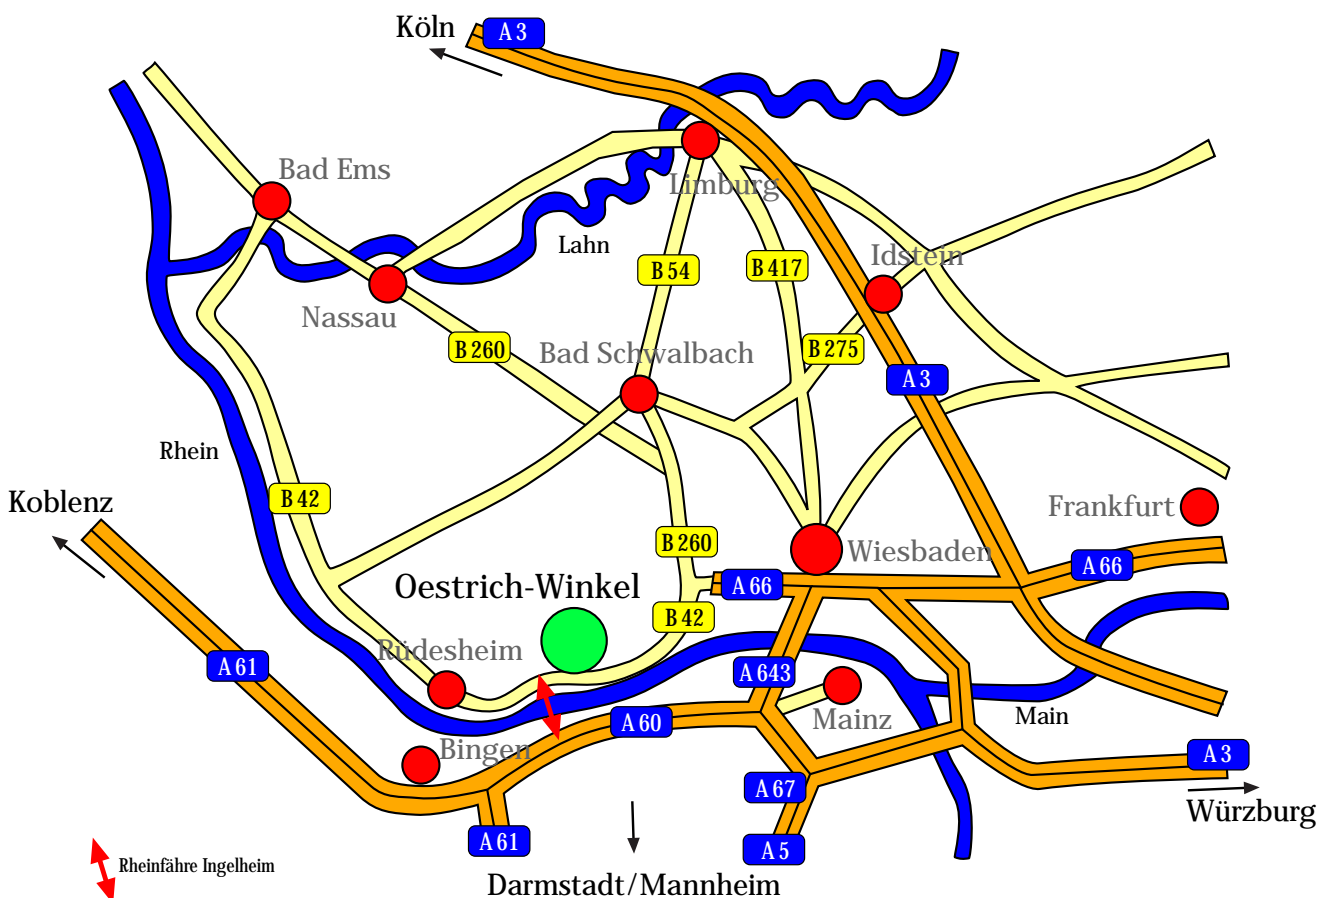 Köln
A 3
Bad Ems
Limburg
Lahn
Idstein
B 54
B 417
Nassau
B 260
Bad Schwalbach
B 275
A 3
Rhein
Koblenz
B 42
Frankfurt
B 260
Wiesbaden
A 66
A 66
Oestrich-Winkel
B 42
Rüdesheim
A 61
A 643
Mainz
Main
A 60
Bingen
A 3
A 67
Würzburg
A 61
A 5
Rheinfähre Ingelheim
Darmstadt/Mannheim